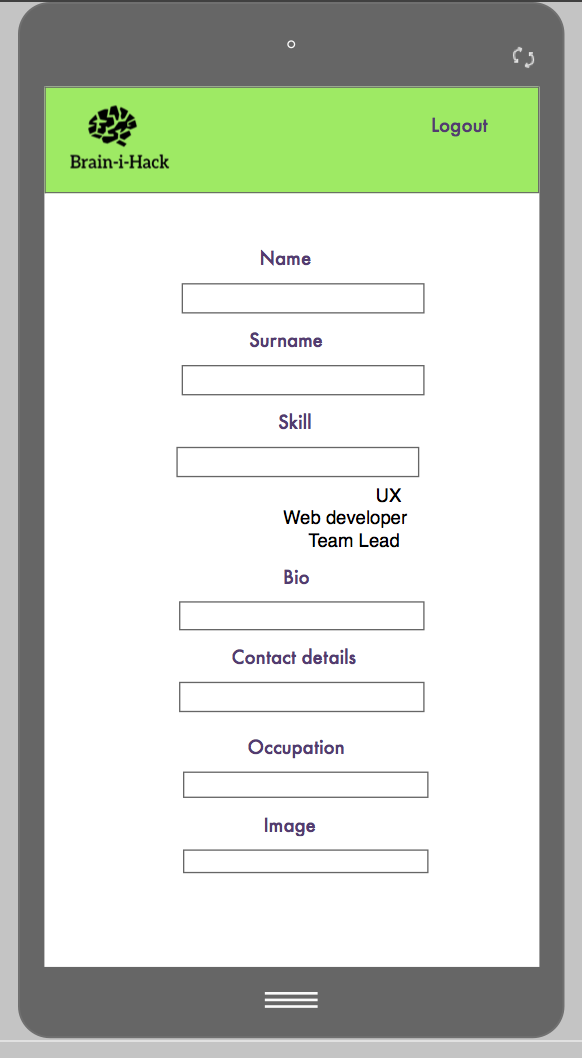 Logout
Brain-i-Hack
Name
Surname
Skill
UX
Web developer
Team Lead
Bio
Contact details
Occupation
Image